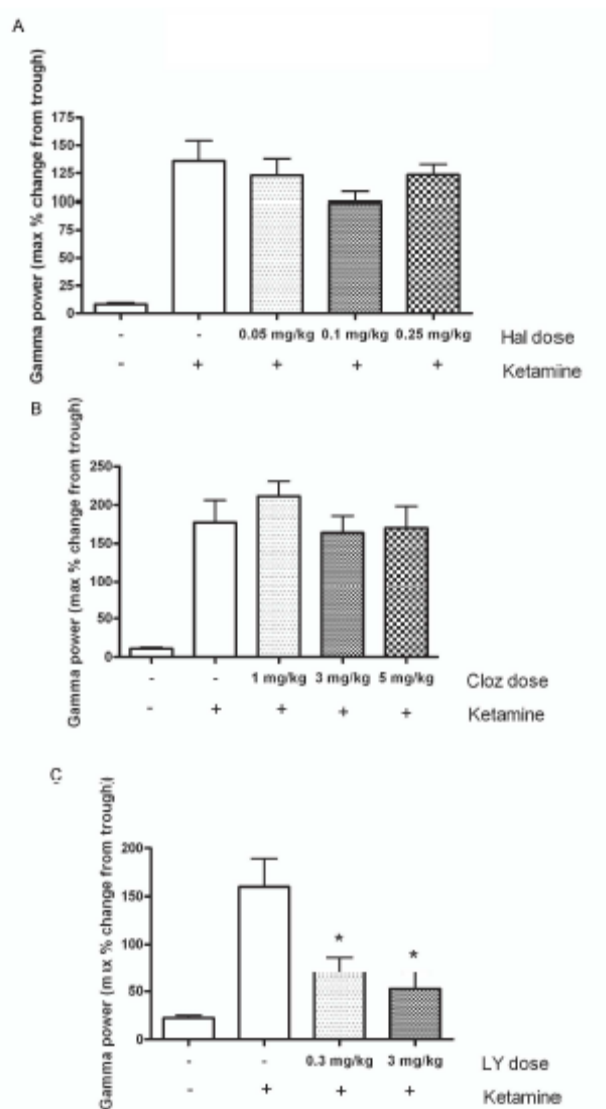 A
Gamma power (max % change from trough)
175
150
125
100
75
50
25
0
- - 0.05 mg/kg 0.1 mg/kg 0.25 mg/kg Hal dose
- + + + + Ketamine
B
Gamma power (max % change from trough)
250
200
150
100
50
0
- - 1 mg/kg 3 mg/kg 5 mg/kg Cloz dose
- + + + + Ketamine
C
Gamma power (max % change from trough)
200
150
100
50
0
* *
- - 0.3 mg/kg 3 mg/kg LY dose
- + + + Ketamine